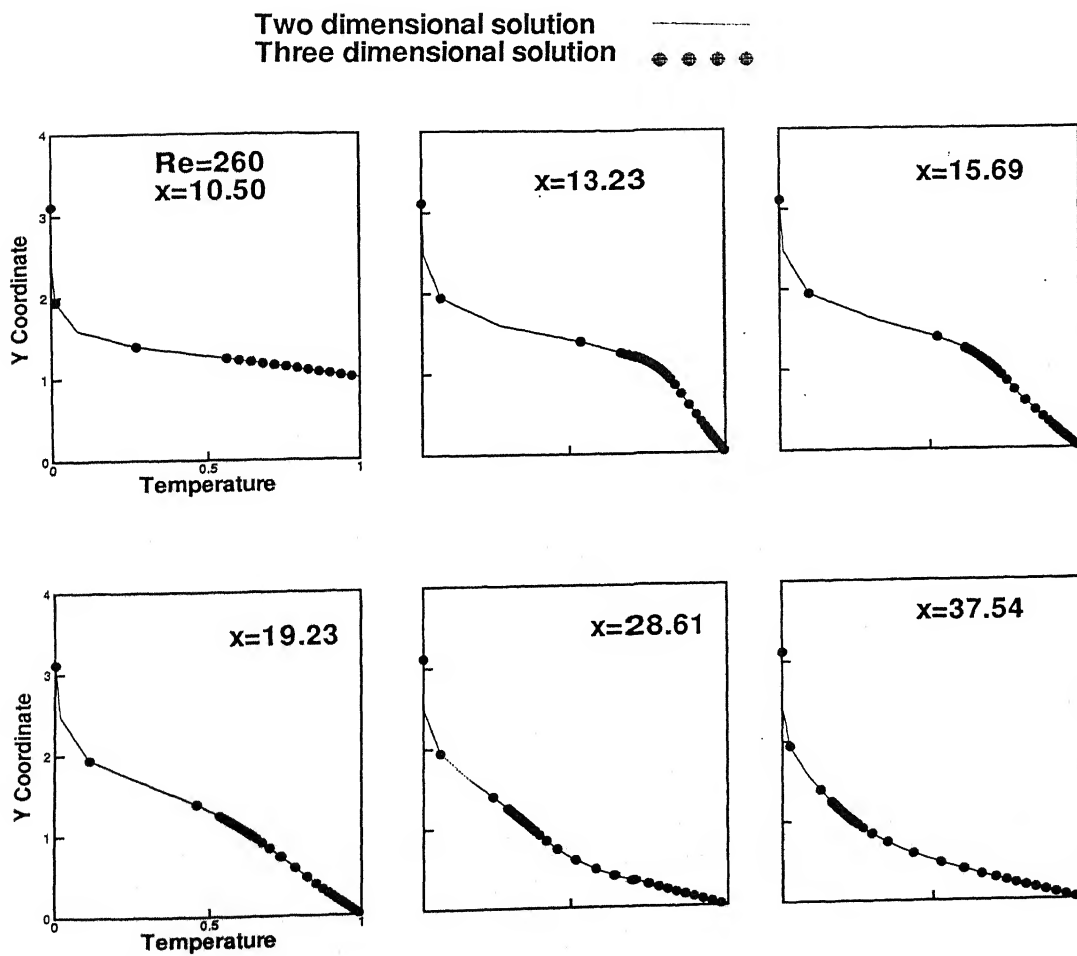 Two dimensional solution
Three dimensional solution
Re=260
x=10.50
x=13.23
x=15.69
4
3
2
1
0
Y Coordinate
0
0.5
1
Temperature
x=19.23
x=28.61
x=37.54
4
3
2
1
0
Y Coordinate
0
0.5
1
Temperature